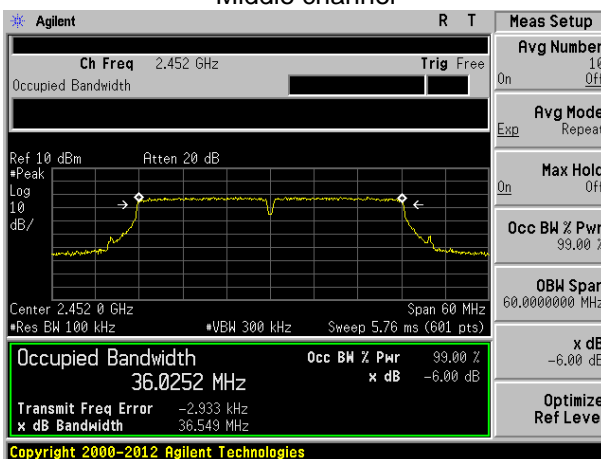 Middle channel
Agilent R T
Ch Freq 2.452 GHz Trig Free
Occupied Bandwidth
Ref 10 dBm Atten 20 dB
#Peak
Log
10
dB/
Center 2.452 0 GHz Span 60 MHz
#Res BW 100 kHz #VBW 300 kHz Sweep 5.76 ms (601 pts)
Occupied Bandwidth Occ BW % Pwr 99.00 %
36.0252 MHz x dB -6.00 dB
Transmit Freq Error -2.933 kHz
x dB Bandwidth 36.549 MHz
Copyright 2000-2012 Agilent Technologies
Meas Setup
Avg Number
10
On Off
Avg Mode
Exp Repeat
Max Hold
On Off
Occ BW % Pwr
99.00 %
OBW Span
60.0000000 MHz
x dB
-6.00 dB
Optimize
Ref Level